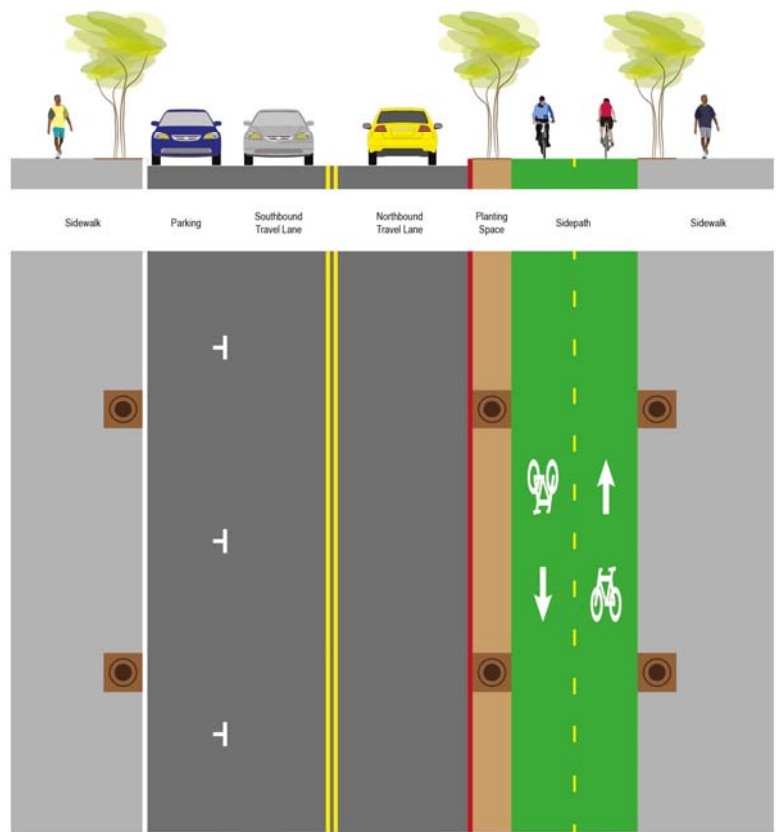 Sidewalk
Parking
Southbound
Travel Lane
Northbound
Travel Lane
Planting
Space
Sidepath
Sidewalk